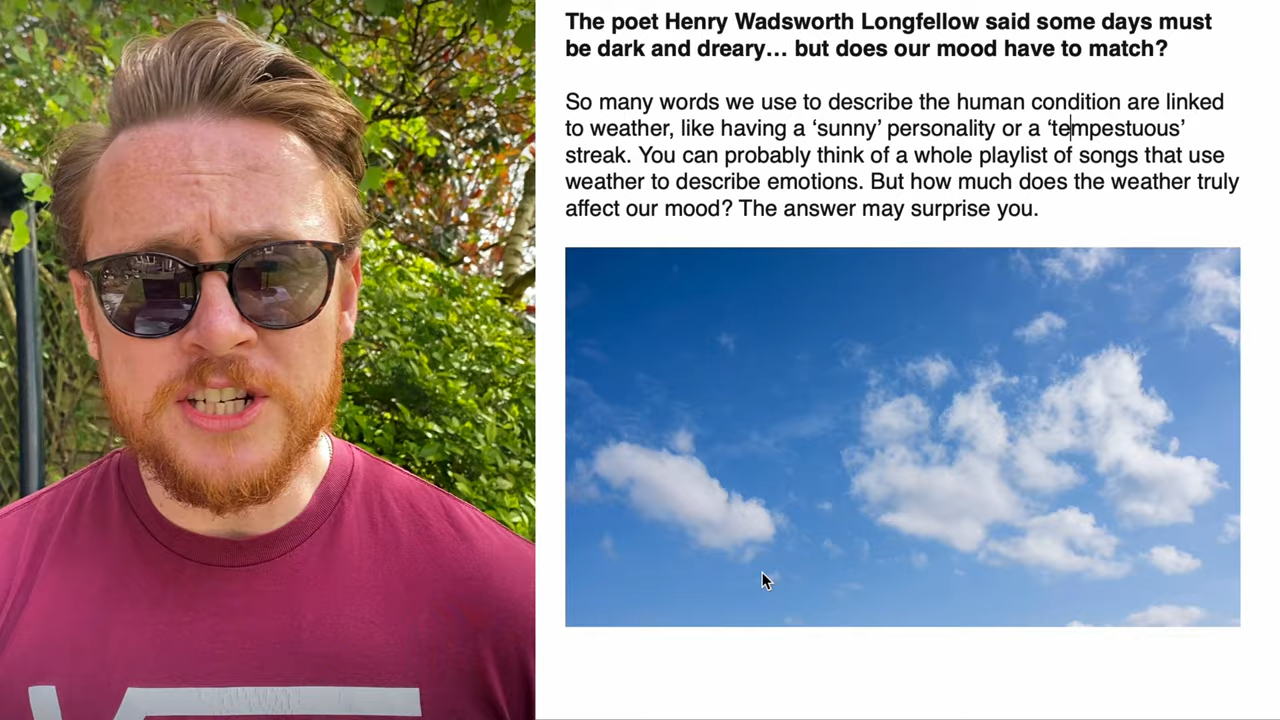 The poet Henry Wadsworth Longfellow said some days must
be dark and dreary… but does our mood have to match?
So many words we use to describe the human condition are linked
to weather, like having a ‘sunny’ personality or a ‘tempestuous’
streak. You can probably think of a whole playlist of songs that use
weather to describe emotions. But how much does the weather truly
affect our mood? The answer may surprise you.